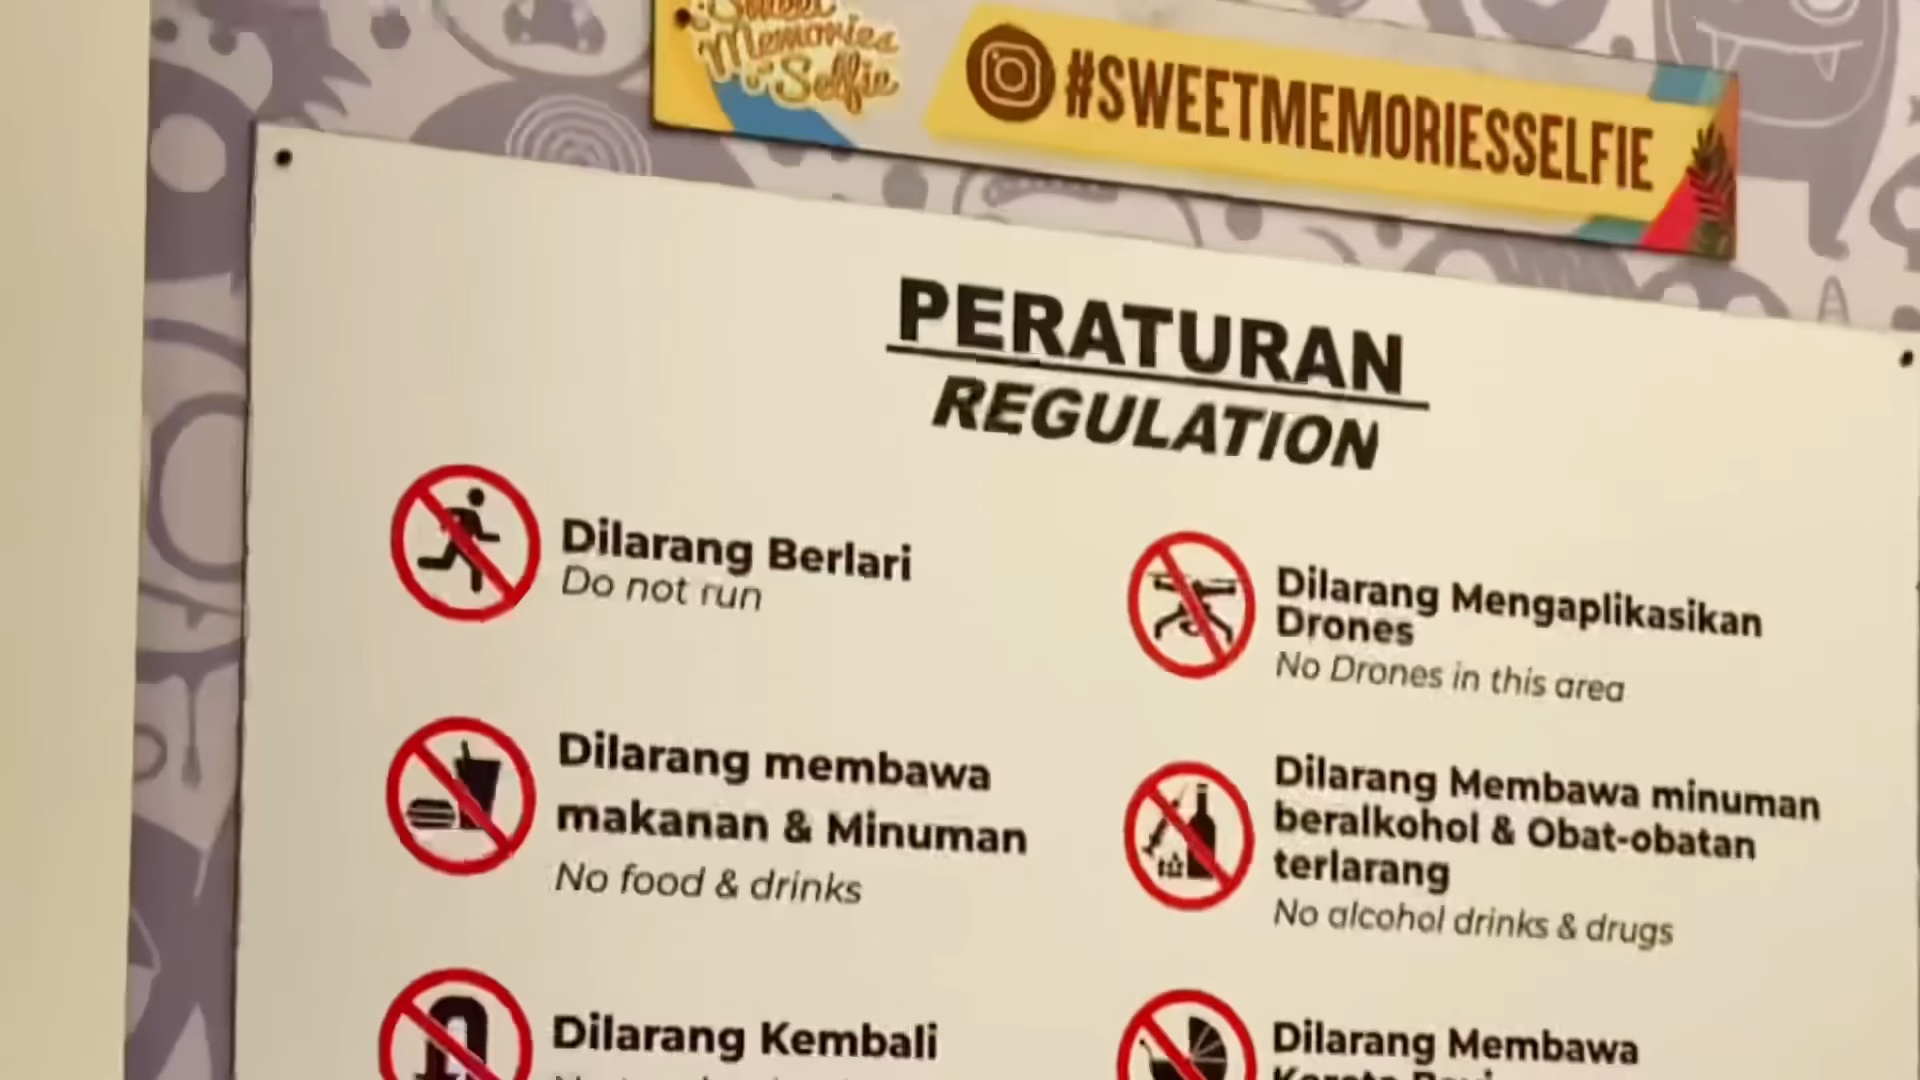 Sweet
Memories
Selfie
#SWEETMEMORIESSELFIE
PERATURAN
REGULATION
Dilarang Berlari
Do not run
Dilarang membawa
makanan & Minuman
No food & drinks
Dilarang Kembali
Dilarang Mengaplikasikan
Drones
No Drones in this area
Dilarang Membawa minuman
beralkohol & Obat-obatan
terlarang
No alcohol drinks & drugs
Dilarang Membawa